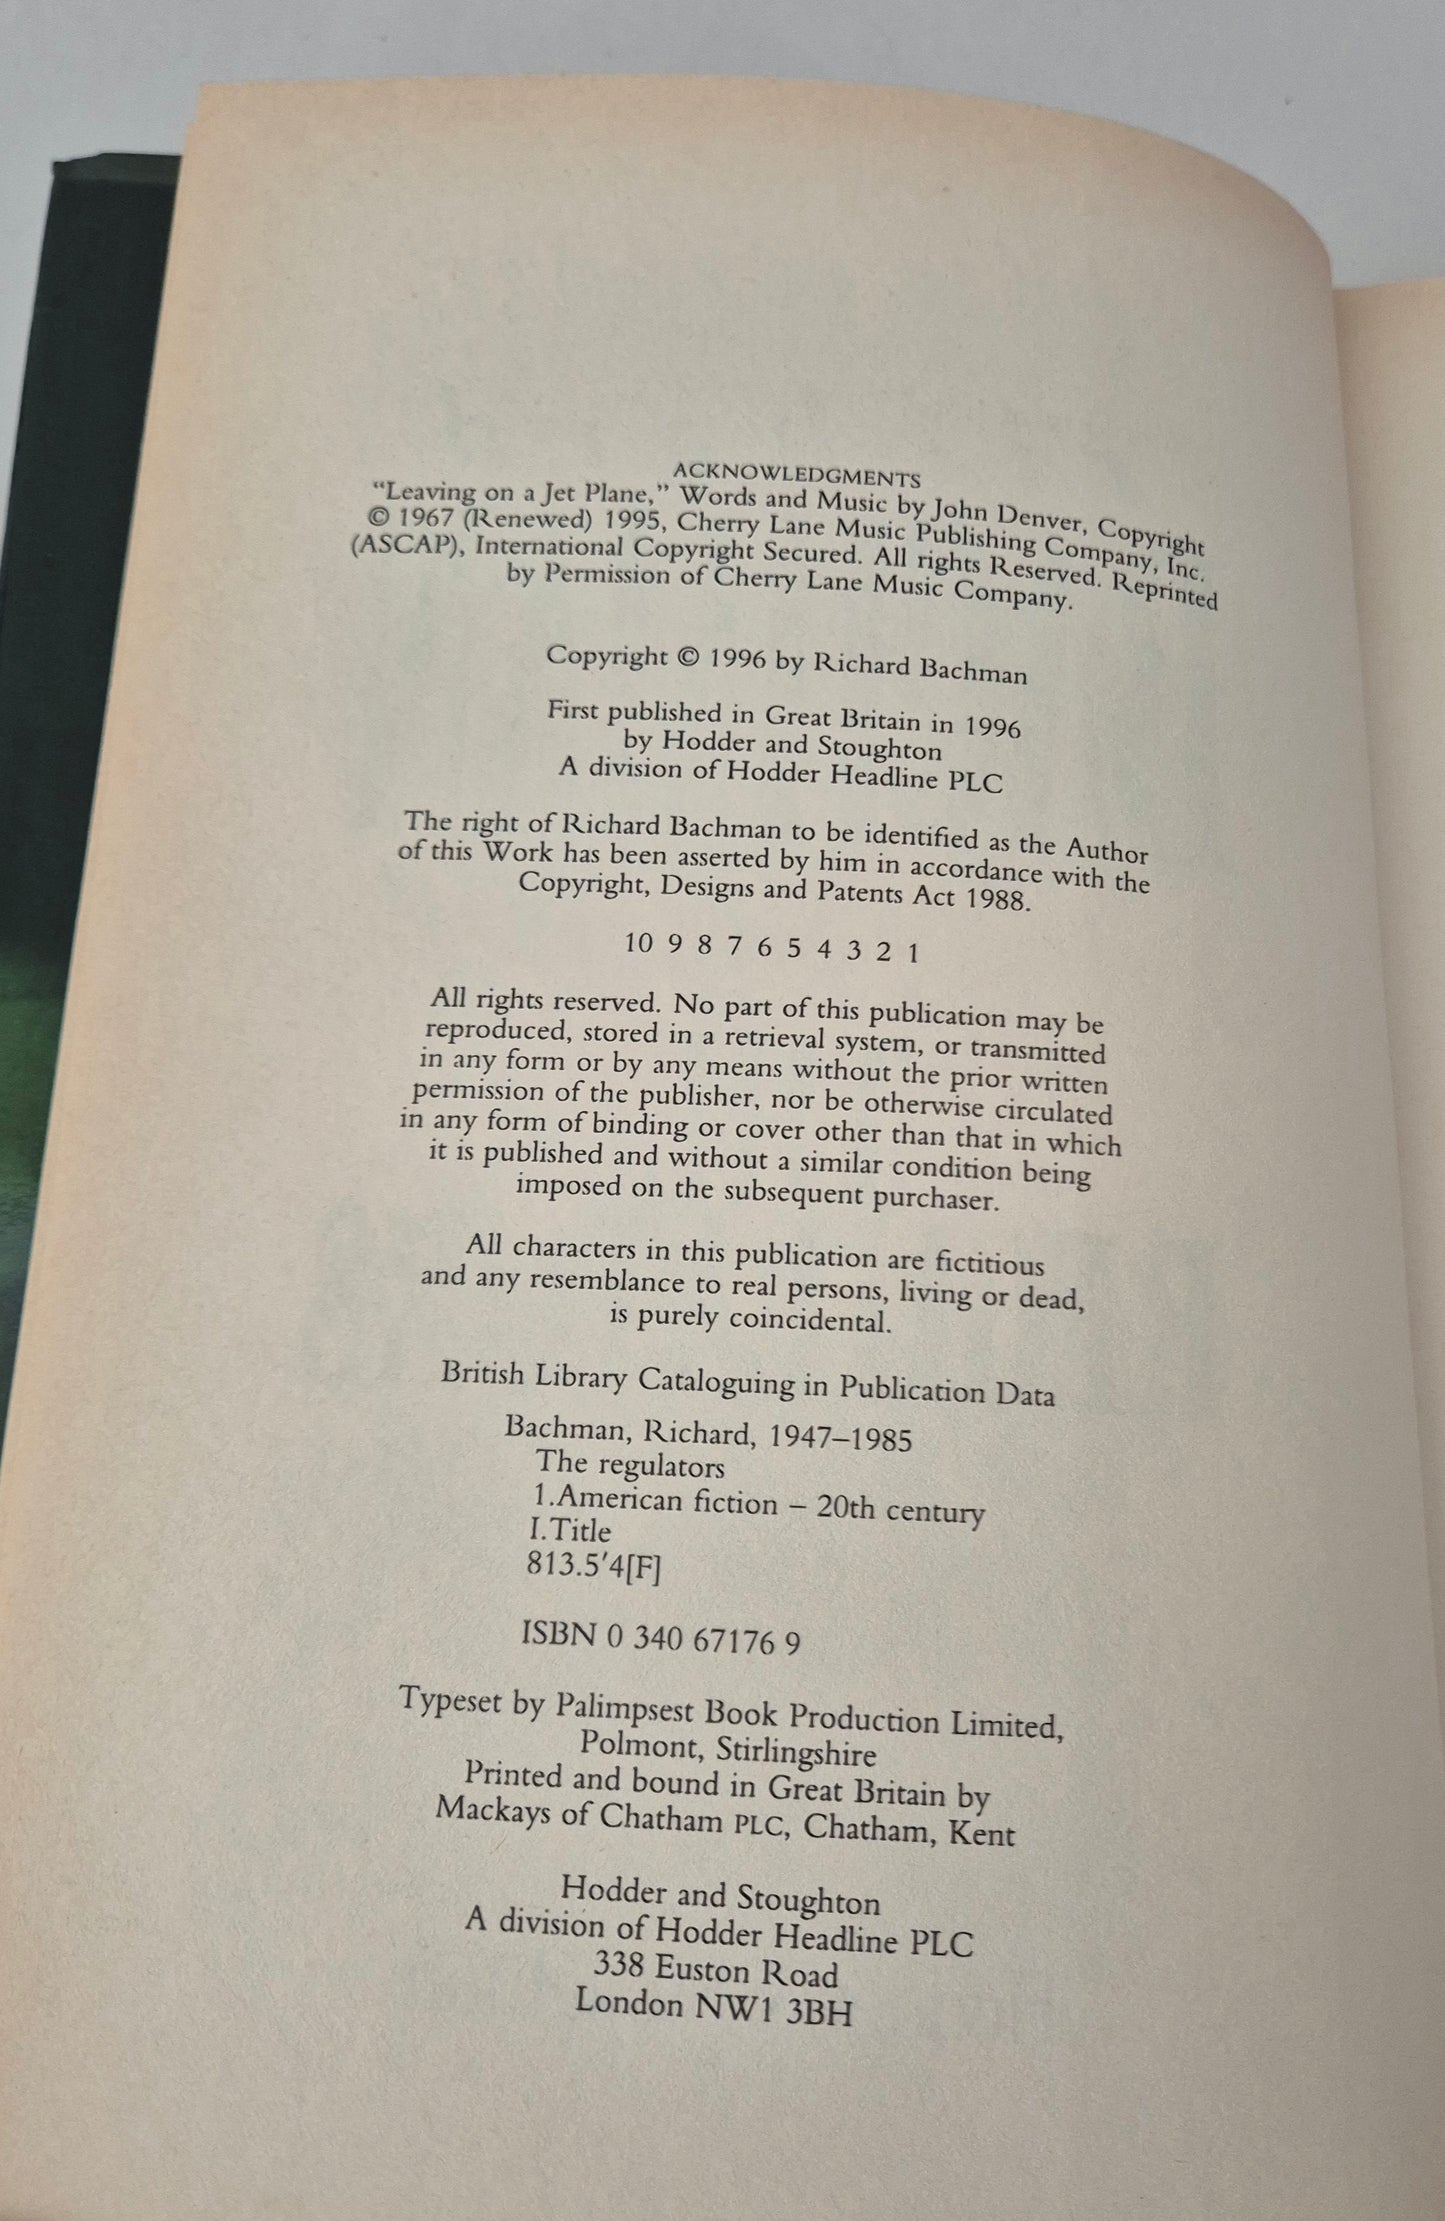 ACKNOWLEDGMENTS
“Leaving on a Jet Plane,” Words and Music by John Denver, Copyright
© 1967 (Renewed) 1995, Cherry Lane Music Publishing Company, Inc.
(ASCAP), International Copyright Secured. All rights Reserved. Reprinted
by Permission of Cherry Lane Music Company.
Copyright © 1996 by Richard Bachman
First published in Great Britain in 1996
by Hodder and Stoughton
A division of Hodder Headline PLC
The right of Richard Bachman to be identified as the Author
of this Work has been asserted by him in accordance with the
Copyright, Designs and Patents Act 1988.
10 9 8 7 6 5 4 3 2 1
All rights reserved. No part of this publication may be
reproduced, stored in a retrieval system, or transmitted
in any form or by any means without the prior written
permission of the publisher, nor be otherwise circulated
in any form of binding or cover other than that in which
it is published and without a similar condition being
imposed on the subsequent purchaser.
All characters in this publication are fictitious
and any resemblance to real persons, living or dead,
is purely coincidental.
British Library Cataloguing in Publication Data
Bachman, Richard, 1947–1985
The regulators
1.American fiction – 20th century
I.Title
813.5′4[F]
ISBN 0 340 67176 9
Typeset by Palimpsest Book Production Limited,
Polmont, Stirlingshire
Printed and bound in Great Britain by
Mackays of Chatham PLC, Chatham, Kent
Hodder and Stoughton
A division of Hodder Headline PLC
338 Euston Road
London NW1 3BH